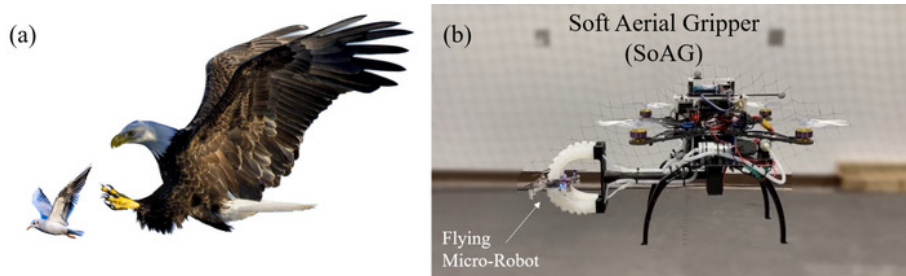 (a)
(b)
Soft Aerial Gripper
(SoAG)
Flying
Micro-Robot